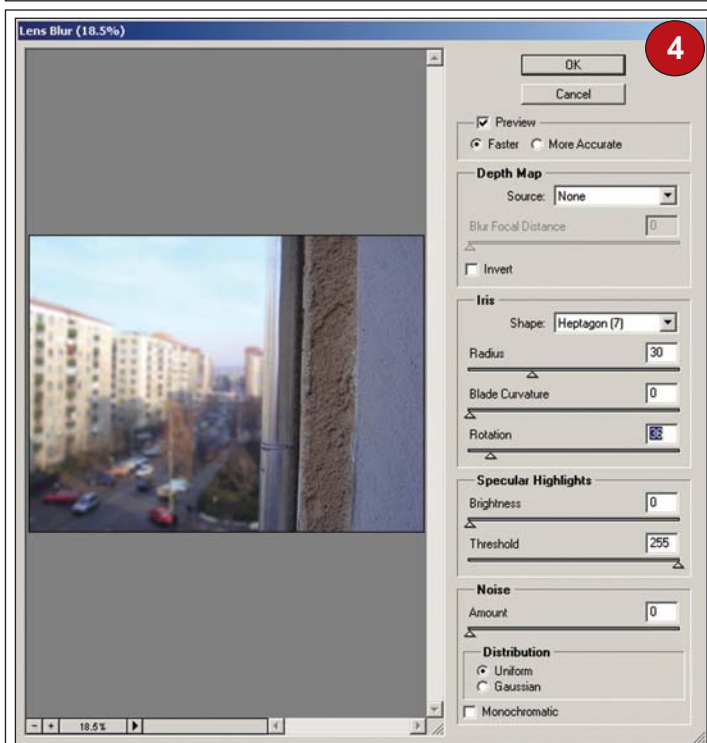 Lens Blur (18.5%)
4
OK
Cancel
Preview
Faster More Accurate
Depth Map
Source: None
Blur Focal Distance 0
Invert
Iris
Shape: Heptagon (7)
Radius 30
Blade Curvature 0
Rotation 36
Specular Highlights
Brightness 0
Threshold 255
Noise
Amount 0
Distribution
Uniform
Gaussian
Monochromatic
- + 18.5%